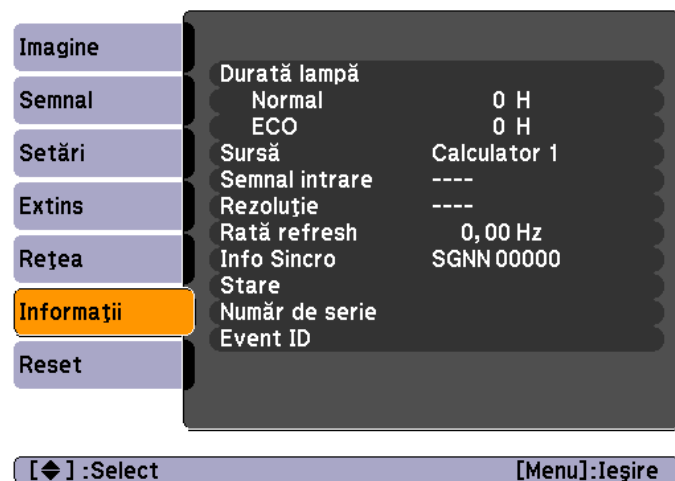 Imagine
Semnal
Setări
Extins
Reţea
Informaţii
Reset
Durată lampă
Normal 0 H
ECO 0 H
Sursă Calculator 1
Semnal intrare ----
Rezoluţie ----
Rată refresh 0,00 Hz
Info Sincro SGNN 00000
Stare
Număr de serie
Event ID
[◆] :Select [Menu]:Ieşire